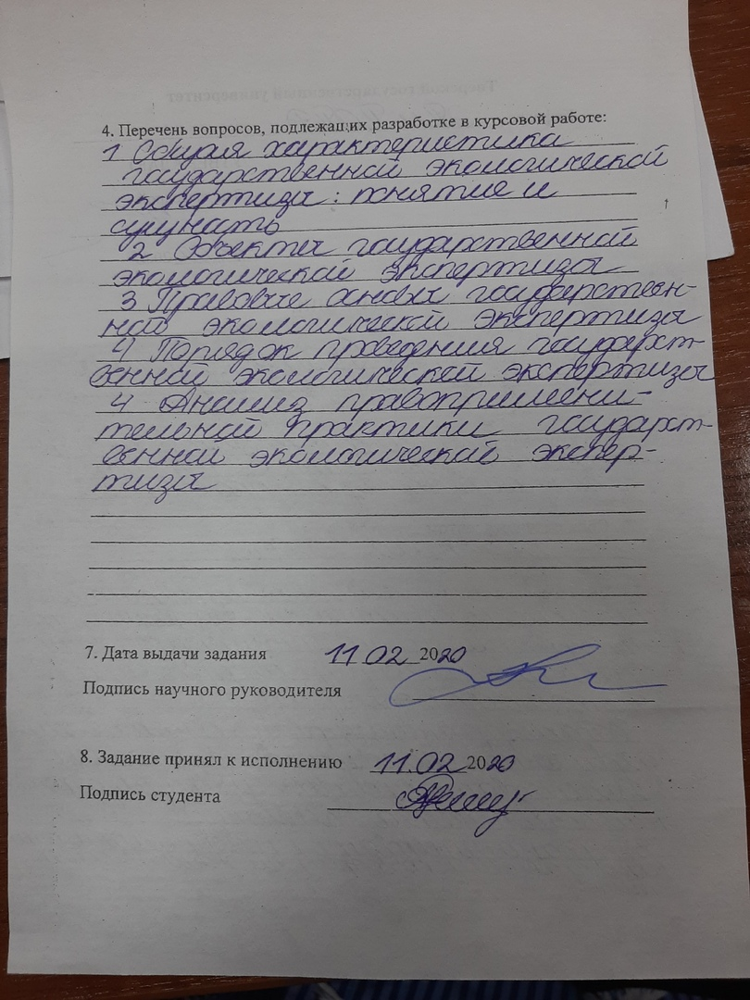 4. Перечень вопросов, подлежащих разработке в курсовой работе:
1 Общая характеристика
государственной экологической
экспертизы: понятие и
сущность
2 Объекты государственной
экологической экспертизы
3 Правовые основы государствен-
ной экологической экспертизы
4 Порядок проведения государст-
венной экологической экспертизы
4 Анализ правопримени-
тельной практики государст-
венной экологической экспер-
тизы
7. Дата выдачи задания 11 02 2020
Подпись научного руководителя
8. Задание принял к исполнению 11.02 2020
Подпись студента